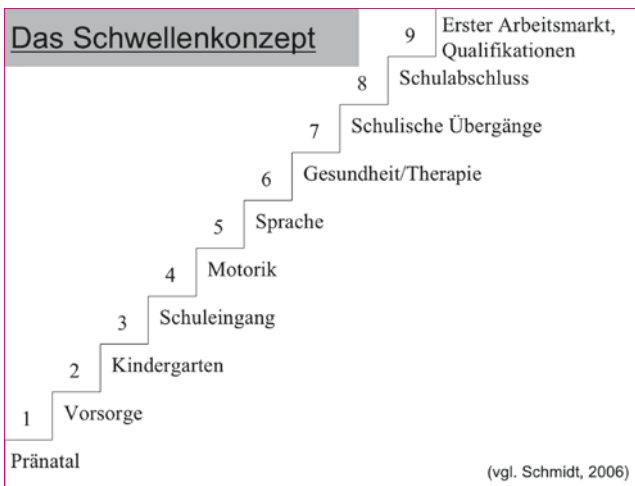 Das Schwellenkonzept
9
Erster Arbeitsmarkt,
Qualifikationen
8
Schulabschluss
7
Schulische Übergänge
6
Gesundheit/Therapie
5
Sprache
4
Motorik
3
Schuleingang
2
Kindergarten
1
Vorsorge
Pränatal
(vgl. Schmidt, 2006)